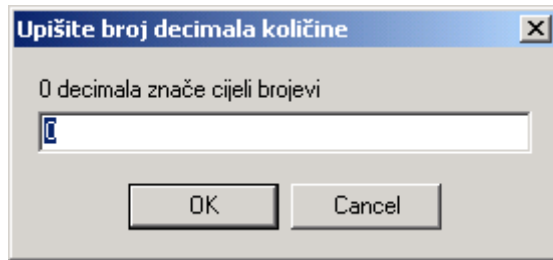 Upišite broj decimala količine
0 decimala znače cijeli brojevi
0
OK
Cancel